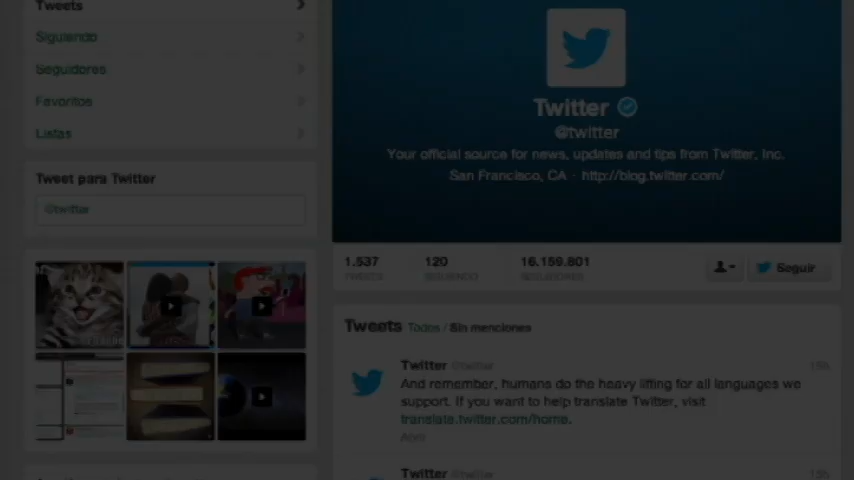 Tweets
Siguiendo
Seguidores
Favoritos
Listas
Tweet para Twitter
@twitter
Twitter
@twitter
Your official source for news, updates and tips from Twitter, Inc.
San Francisco, CA · http://blog.twitter.com/
1.537
TWEETS
120
SIGUIENDO
16.159.801
SEGUIDORES
Seguir
Tweets Todos / Sin menciones
Twitter @twitter
And remember, humans do the heavy lifting for all languages we
support. If you want to help translate Twitter, visit
translate.twitter.com/home.
Abrir
Twitter @twitter